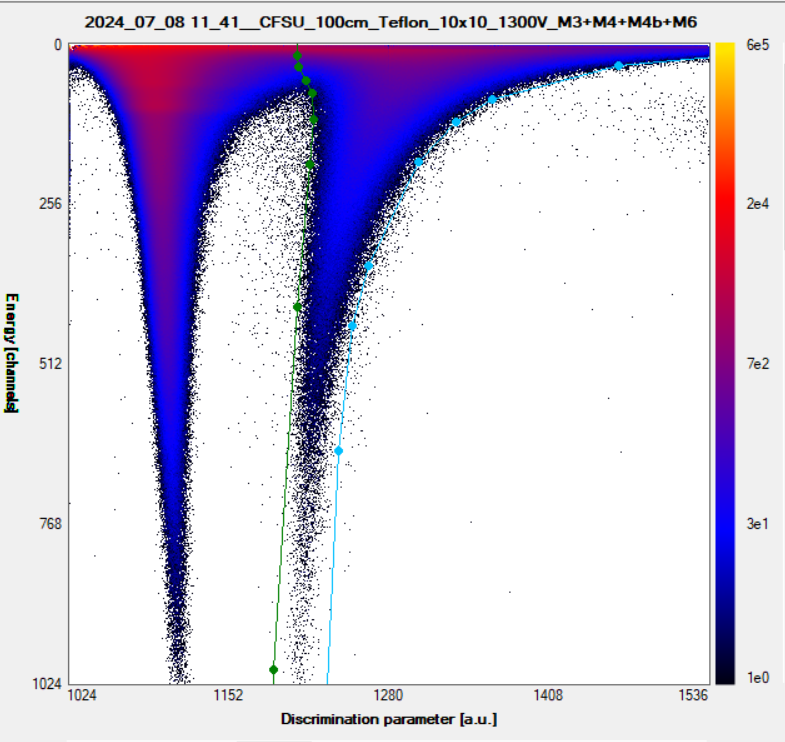 2024_07_08 11_41__CFSU_100cm_Teflon_10x10_1300V_M3+M4+M4b+M6
0
256
512
768
1024
Energy [channels]
1024 1152 1280 1408 1536
Discrimination parameter [a.u.]
6e5
2e4
7e2
3e1
1e0